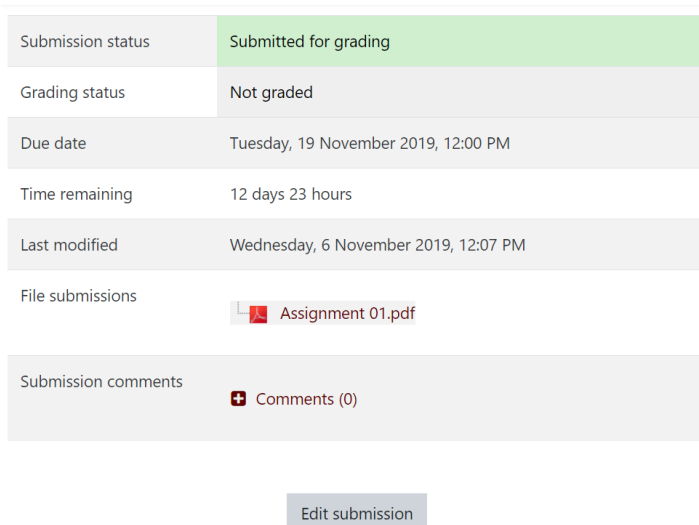 Submission status Submitted for grading
Grading status Not graded
Due date Tuesday, 19 November 2019, 12:00 PM
Time remaining 12 days 23 hours
Last modified Wednesday, 6 November 2019, 12:07 PM
File submissions
Assignment 01.pdf
Submission comments
Comments (0)
Edit submission